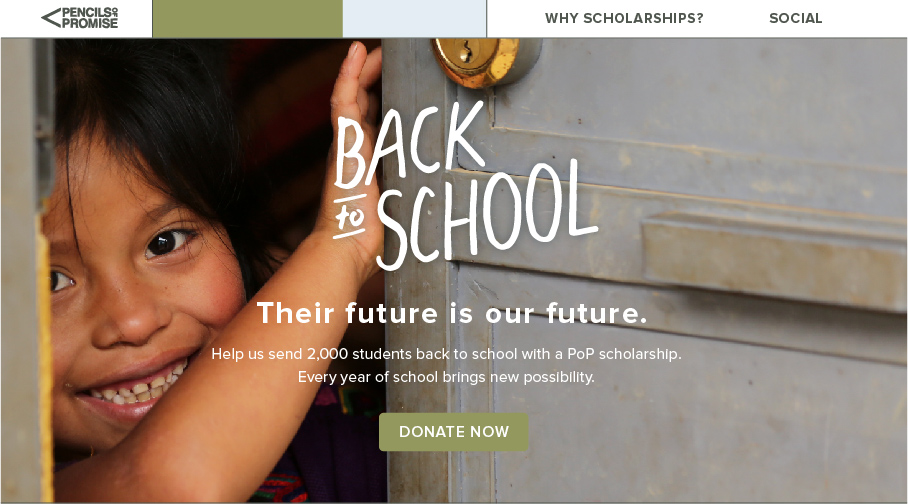 PENCILS OF
PROMISE
WHY SCHOLARSHIPS?
SOCIAL
BACK
to
SCHOOL
Their future is our future.
Help us send 2,000 students back to school with a PoP scholarship.
Every year of school brings new possibility.
DONATE NOW